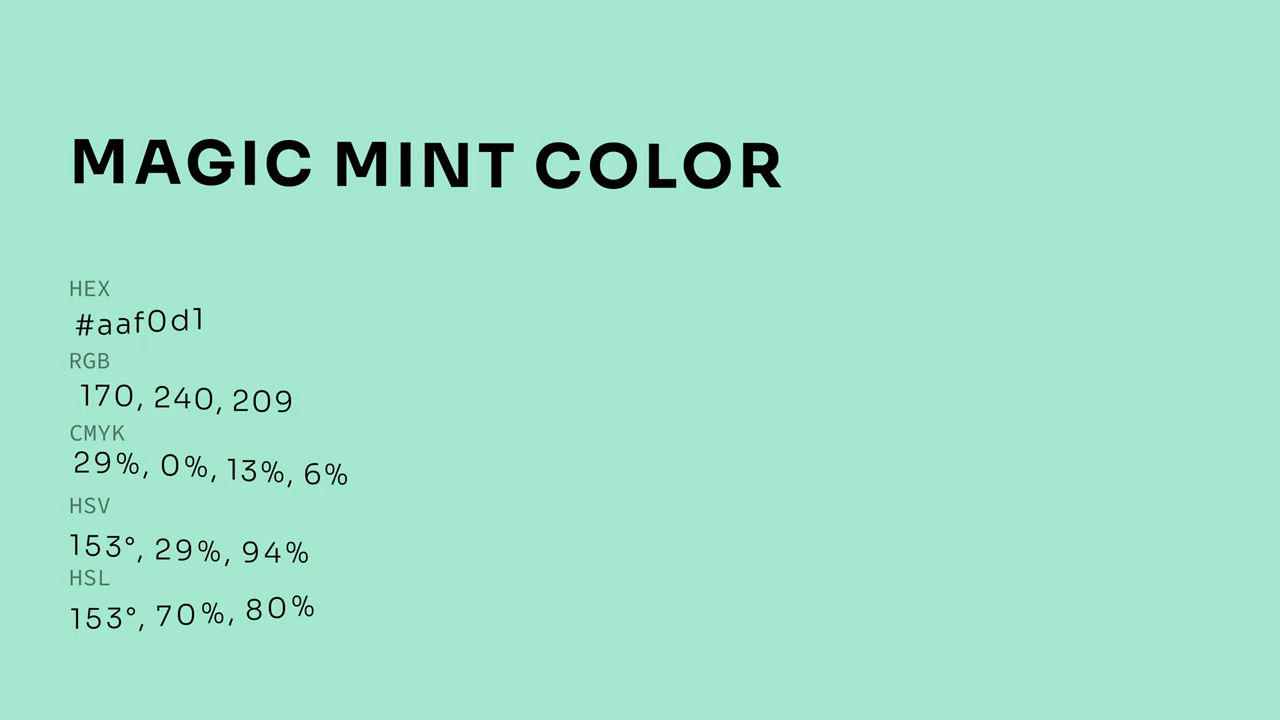 MAGIC MINT COLOR
HEX
#aaf0d1
RGB
170, 240, 209
CMYK
29%, 0%, 13%, 6%
HSV
153°, 29%, 94%
HSL
153°, 70%, 80%